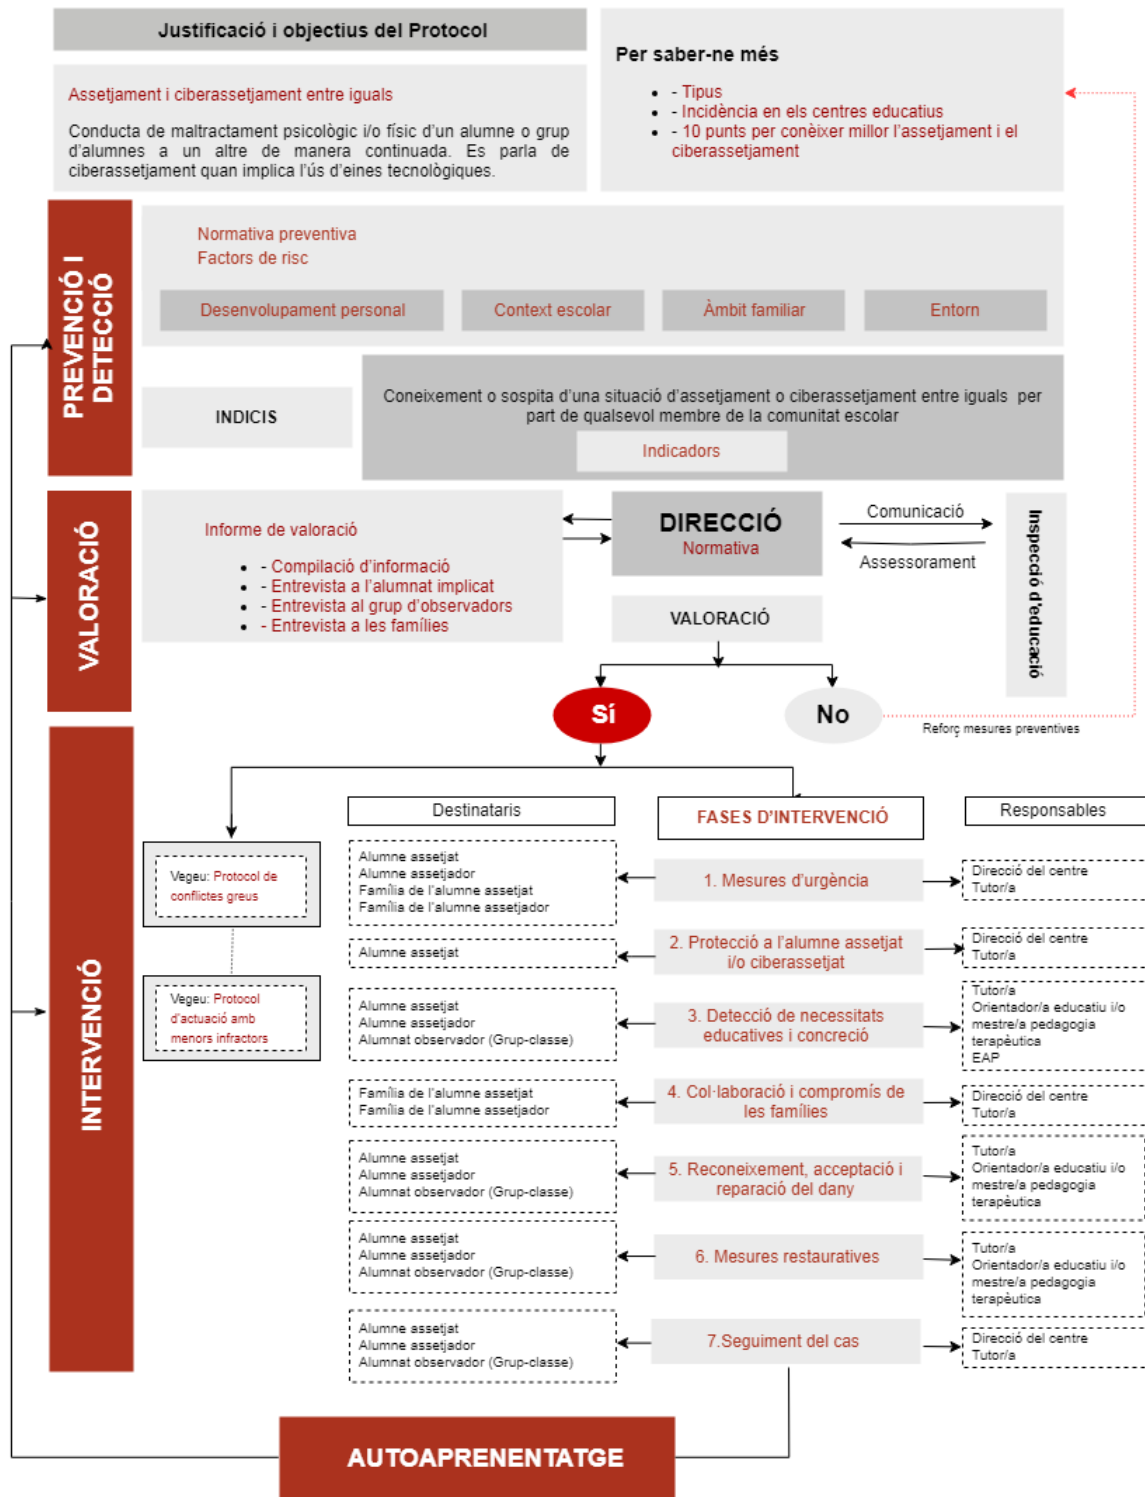 Justificació i objectius del Protocol
Assetjament i ciberassetjament entre iguals
Conducta de maltractament psicològic i/o físic d'un alumne o grup
d'alumnes a un altre de manera continuada. Es parla de
ciberassetjament quan implica l'ús d'eines tecnològiques.
Per saber-ne més
- Tipus
- Incidència en els centres educatius
- 10 punts per conèixer millor l'assetjament i el
ciberassetjament
PREVENCIÓ I
DETECCIÓ
Normativa preventiva
Factors de risc
Desenvolupament personal
Context escolar
Àmbit familiar
Entorn
INDICIS
Coneixement o sospita d'una situació d'assetjament o ciberassetjament entre iguals per
part de qualsevol membre de la comunitat escolar
Indicadors
VALORACIÓ
Informe de valoració
- Compilació d'informació
- Entrevista a l'alumnat implicat
- Entrevista al grup d'observadors
- Entrevista a les famílies
DIRECCIÓ
Normativa
Comunicació
Assessorament
Inspecció d'educació
VALORACIÓ
Sí
No
Reforç mesures preventives
INTERVENCIÓ
Destinataris
FASES D'INTERVENCIÓ
Responsables
Vegeu: Protocol de
conflictes greus
Vegeu: Protocol
d'actuació amb
menors infractors
Alumne assetjat
Alumne assetjador
Família de l'alumne assetjat
Família de l'alumne assetjador
1. Mesures d'urgència
Direcció del centre
Tutor/a
Alumne assetjat
2. Protecció a l'alumne assetjat
i/o ciberassetjat
Direcció del centre
Tutor/a
Alumne assetjat
Alumne assetjador
Alumnat observador (Grup-classe)
3. Detecció de necessitats
educatives i concreció
Tutor/a
Orientador/a educatiu i/o
mestre/a pedagogia
terapèutica
EAP
Família de l'alumne assetjat
Família de l'alumne assetjador
4. Col·laboració i compromís de
les famílies
Direcció del centre
Tutor/a
Alumne assetjat
Alumne assetjador
Alumnat observador (Grup-classe)
5. Reconeixement, acceptació i
reparació del dany
Tutor/a
Orientador/a educatiu i/o
mestre/a pedagogia
terapèutica
Alumne assetjat
Alumne assetjador
Alumnat observador (Grup-classe)
6. Mesures restauratives
Tutor/a
Orientador/a educatiu i/o
mestre/a pedagogia
terapèutica
Alumne assetjat
Alumne assetjador
Alumnat observador (Grup-classe)
7.Seguiment del cas
Direcció del centre
Tutor/a
AUTOAPRENENTATGE